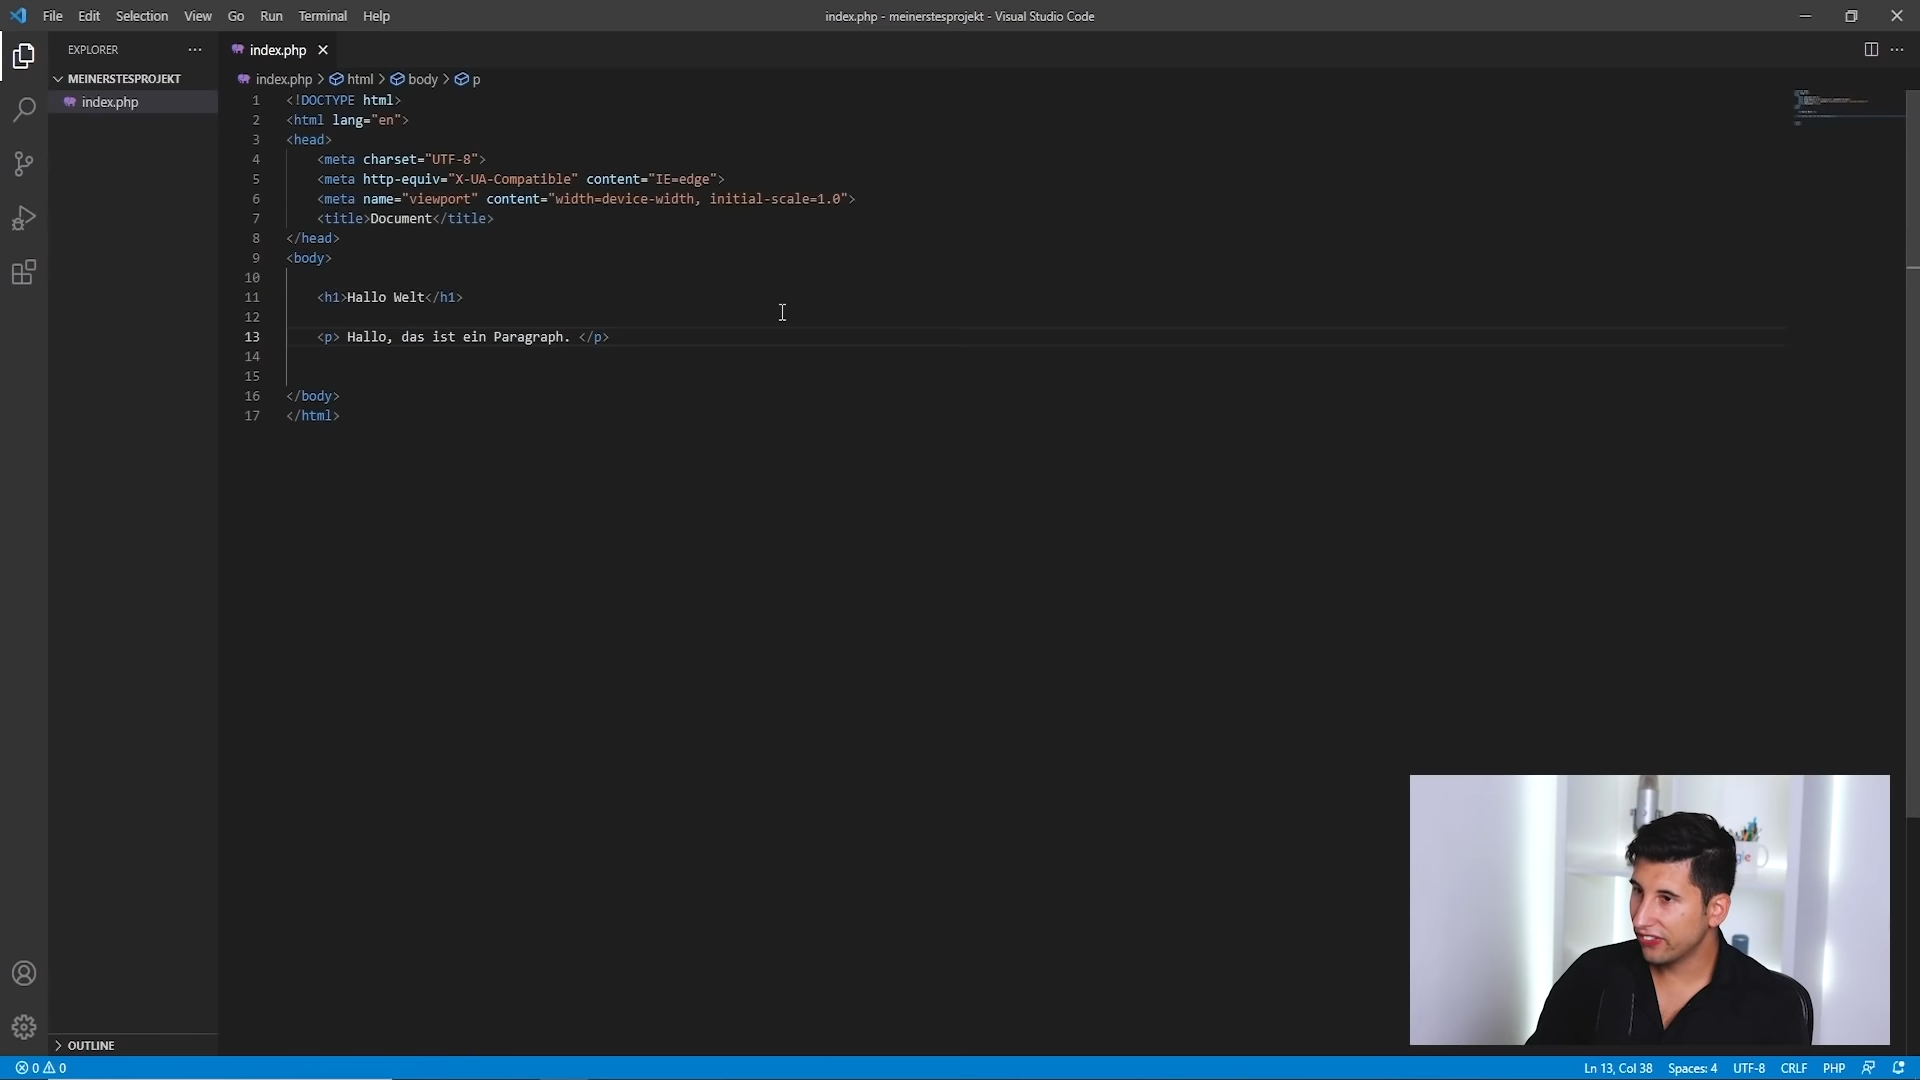 File Edit Selection View Go Run Terminal Help
index.php - meinerstesprojekt - Visual Studio Code
EXPLORER
MEINERSTESPROJEKT
index.php
OUTLINE
index.php
index.php > html > body > p
1 <!DOCTYPE html>
2 <html lang="en">
3 <head>
4 <meta charset="UTF-8">
5 <meta http-equiv="X-UA-Compatible" content="IE=edge">
6 <meta name="viewport" content="width=device-width, initial-scale=1.0">
7 <title>Document</title>
8 </head>
9 <body>
10
11 <h1>Hallo Welt</h1>
12
13 <p> Hallo, das ist ein Paragraph. </p>
14
15
16 </body>
17 </html>
0 0
Ln 13, Col 38 Spaces: 4 UTF-8 CRLF PHP